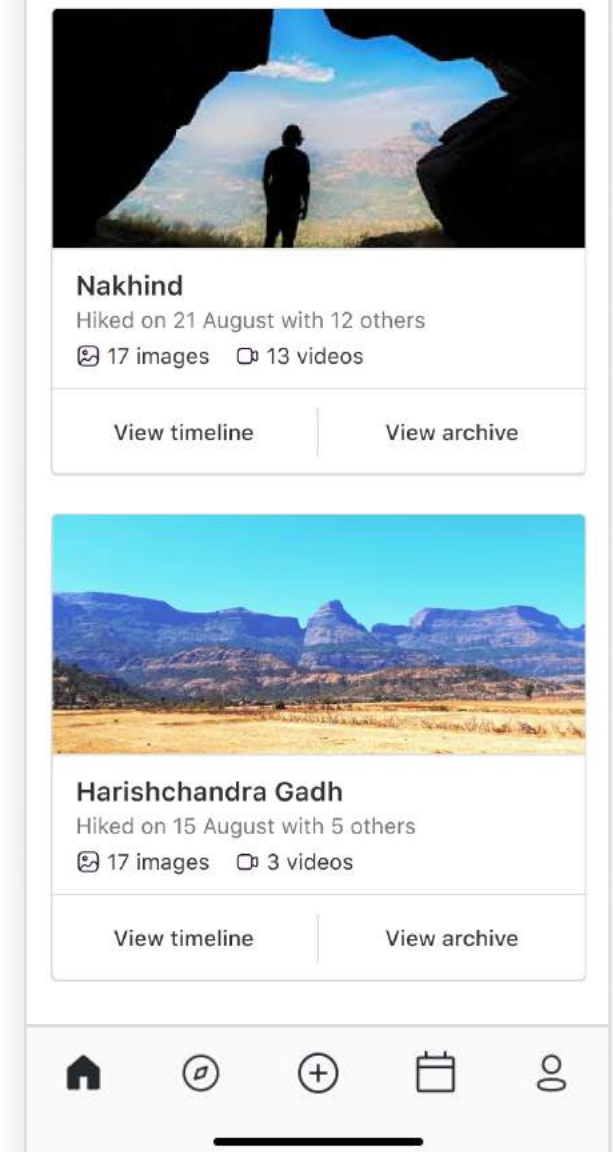 Nakhind
Hiked on 21 August with 12 others
17 images 13 videos
View timeline View archive
Harishchandra Gadh
Hiked on 15 August with 5 others
17 images 3 videos
View timeline View archive